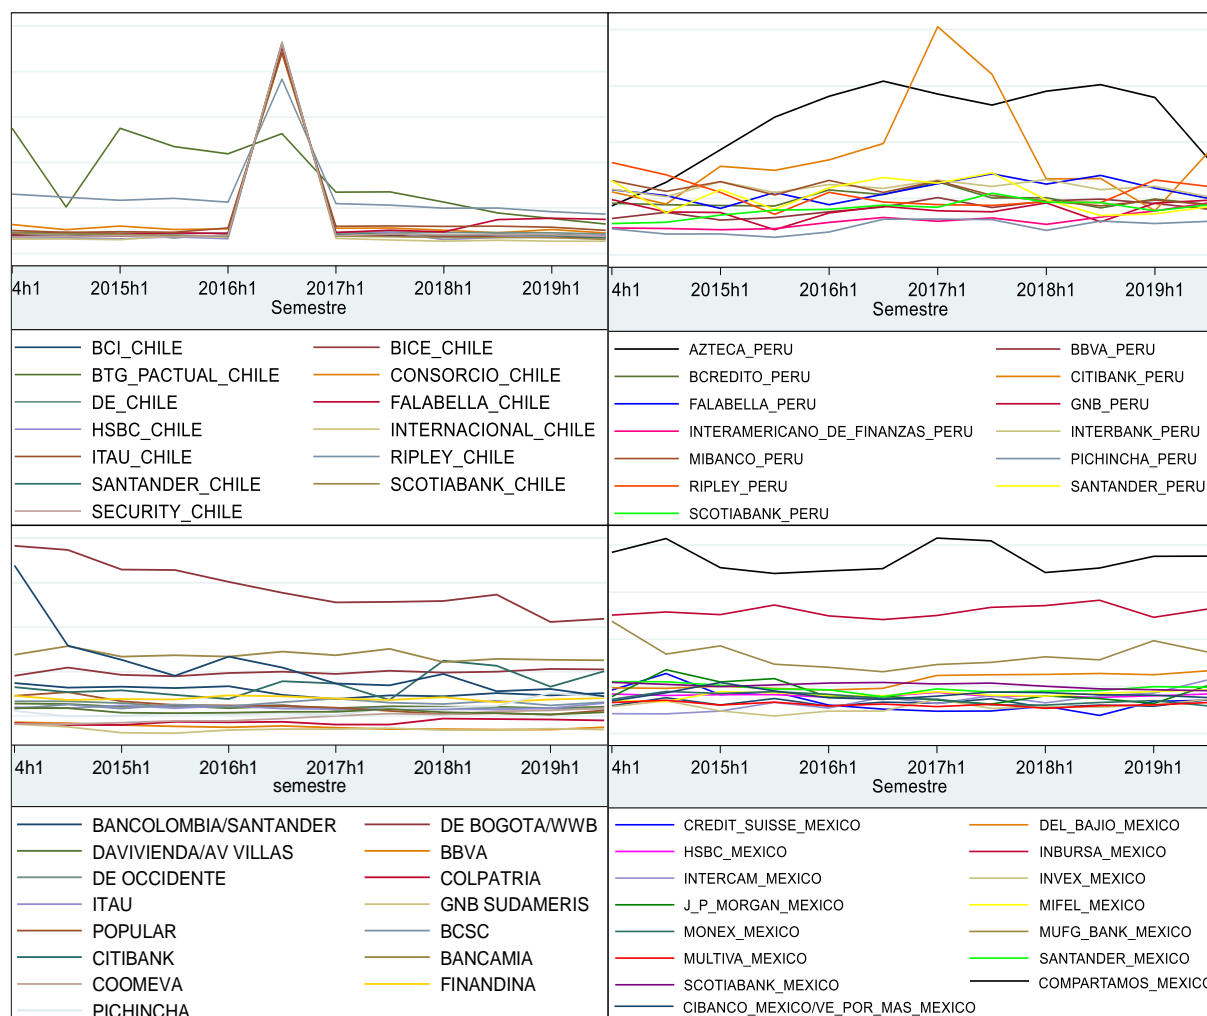 4h1 2015h1 2016h1 2017h1 2018h1 2019h1
Semestre
BCI_CHILE BICE_CHILE
BTG_PACTUAL_CHILE CONSORCIO_CHILE
DE_CHILE FALABELLA_CHILE
HSBC_CHILE INTERNACIONAL_CHILE
ITAU_CHILE RIPLEY_CHILE
SANTANDER_CHILE SCOTIABANK_CHILE
SECURITY_CHILE
4h1 2015h1 2016h1 2017h1 2018h1 2019h1
Semestre
AZTECA_PERU BBVA_PERU
BCREDITO_PERU CITIBANK_PERU
FALABELLA_PERU GNB_PERU
INTERAMERICANO_DE_FINANZAS_PERU INTERBANK_PERU
MIBANCO_PERU PICHINCHA_PERU
RIPLEY_PERU SANTANDER_PERU
SCOTIABANK_PERU
4h1 2015h1 2016h1 2017h1 2018h1 2019h1
semestre
BANCOLOMBIA/SANTANDER DE BOGOTA/WWB
DAVIVIENDA/AV VILLAS BBVA
DE OCCIDENTE COLPATRIA
ITAU GNB SUDAMERIS
POPULAR BCSC
CITIBANK BANCAMIA
COOMEVA FINANDINA
PICHINCHA
4h1 2015h1 2016h1 2017h1 2018h1 2019h1
Semestre
CREDIT_SUISSE_MEXICO DEL_BAJIO_MEXICO
HSBC_MEXICO INBURSA_MEXICO
INTERCAM_MEXICO INVEX_MEXICO
J_P_MORGAN_MEXICO MIFEL_MEXICO
MONEX_MEXICO MUFG_BANK_MEXICO
MULTIVA_MEXICO SANTANDER_MEXICO
SCOTIABANK_MEXICO COMPARTAMOS_MEXICO
CIBANCO_MEXICO/VE_POR_MAS_MEXICO